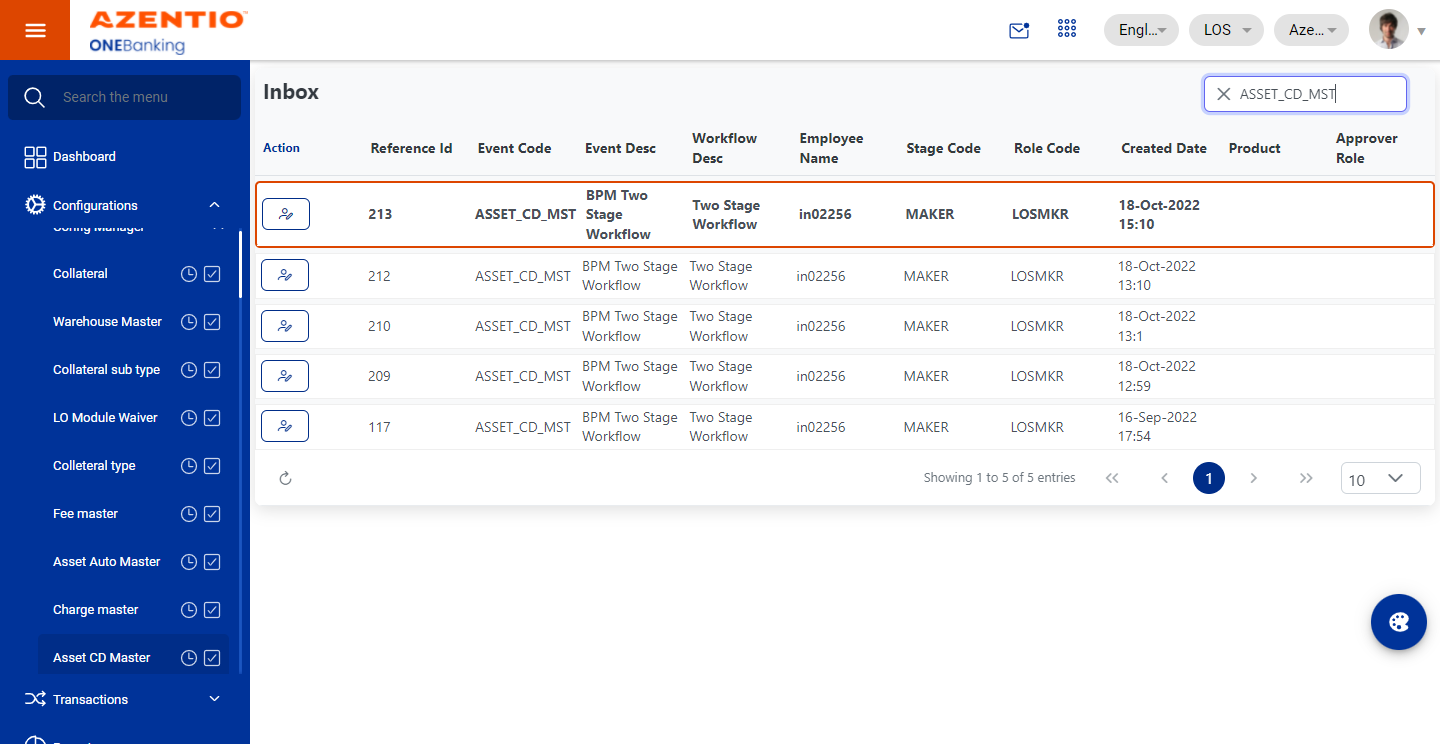 AZENTIO
ONEBanking
Engl...
LOS
Aze...
Search the menu
Dashboard
Configurations
Config Manager
Collateral
Warehouse Master
Collateral sub type
LO Module Waiver
Colleteral type
Fee master
Asset Auto Master
Charge master
Asset CD Master
Transactions
Inbox
ASSET_CD_MST
Action Reference Id Event Code Event Desc Workflow Desc Employee Name Stage Code Role Code Created Date Product Approver Role
213 ASSET_CD_MST BPM Two Stage Workflow Two Stage Workflow in02256 MAKER LOSMKR 18-Oct-2022 15:10
212 ASSET_CD_MST BPM Two Stage Workflow Two Stage Workflow in02256 MAKER LOSMKR 18-Oct-2022 13:10
210 ASSET_CD_MST BPM Two Stage Workflow Two Stage Workflow in02256 MAKER LOSMKR 18-Oct-2022 13:1
209 ASSET_CD_MST BPM Two Stage Workflow Two Stage Workflow in02256 MAKER LOSMKR 18-Oct-2022 12:59
117 ASSET_CD_MST BPM Two Stage Workflow Two Stage Workflow in02256 MAKER LOSMKR 16-Sep-2022 17:54
Showing 1 to 5 of 5 entries
1
10